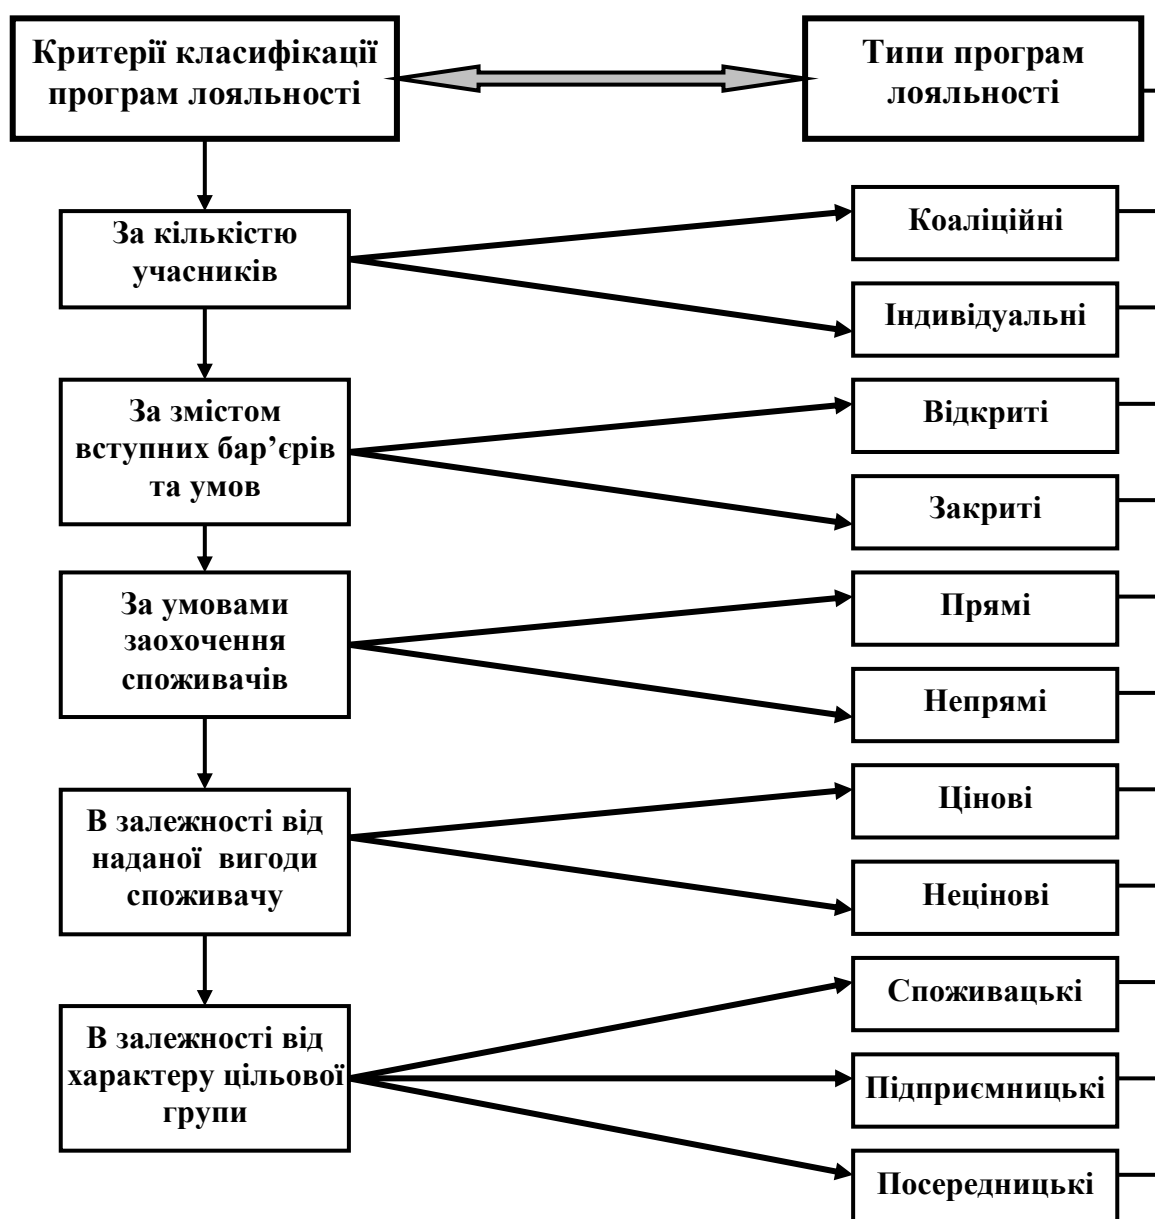 Критерії класифікації
програм лояльності
Типи програм
лояльності
За кількістю
учасників
Коаліційні
Індивідуальні
За змістом
вступних бар’єрів
та умов
Відкриті
Закриті
За умовами
заохочення
споживачів
Прямі
Непрямі
В залежності від
наданої вигоди
споживачу
Цінові
Нецінові
В залежності від
характеру цільової
групи
Споживацькі
Підприємницькі
Посередницькі